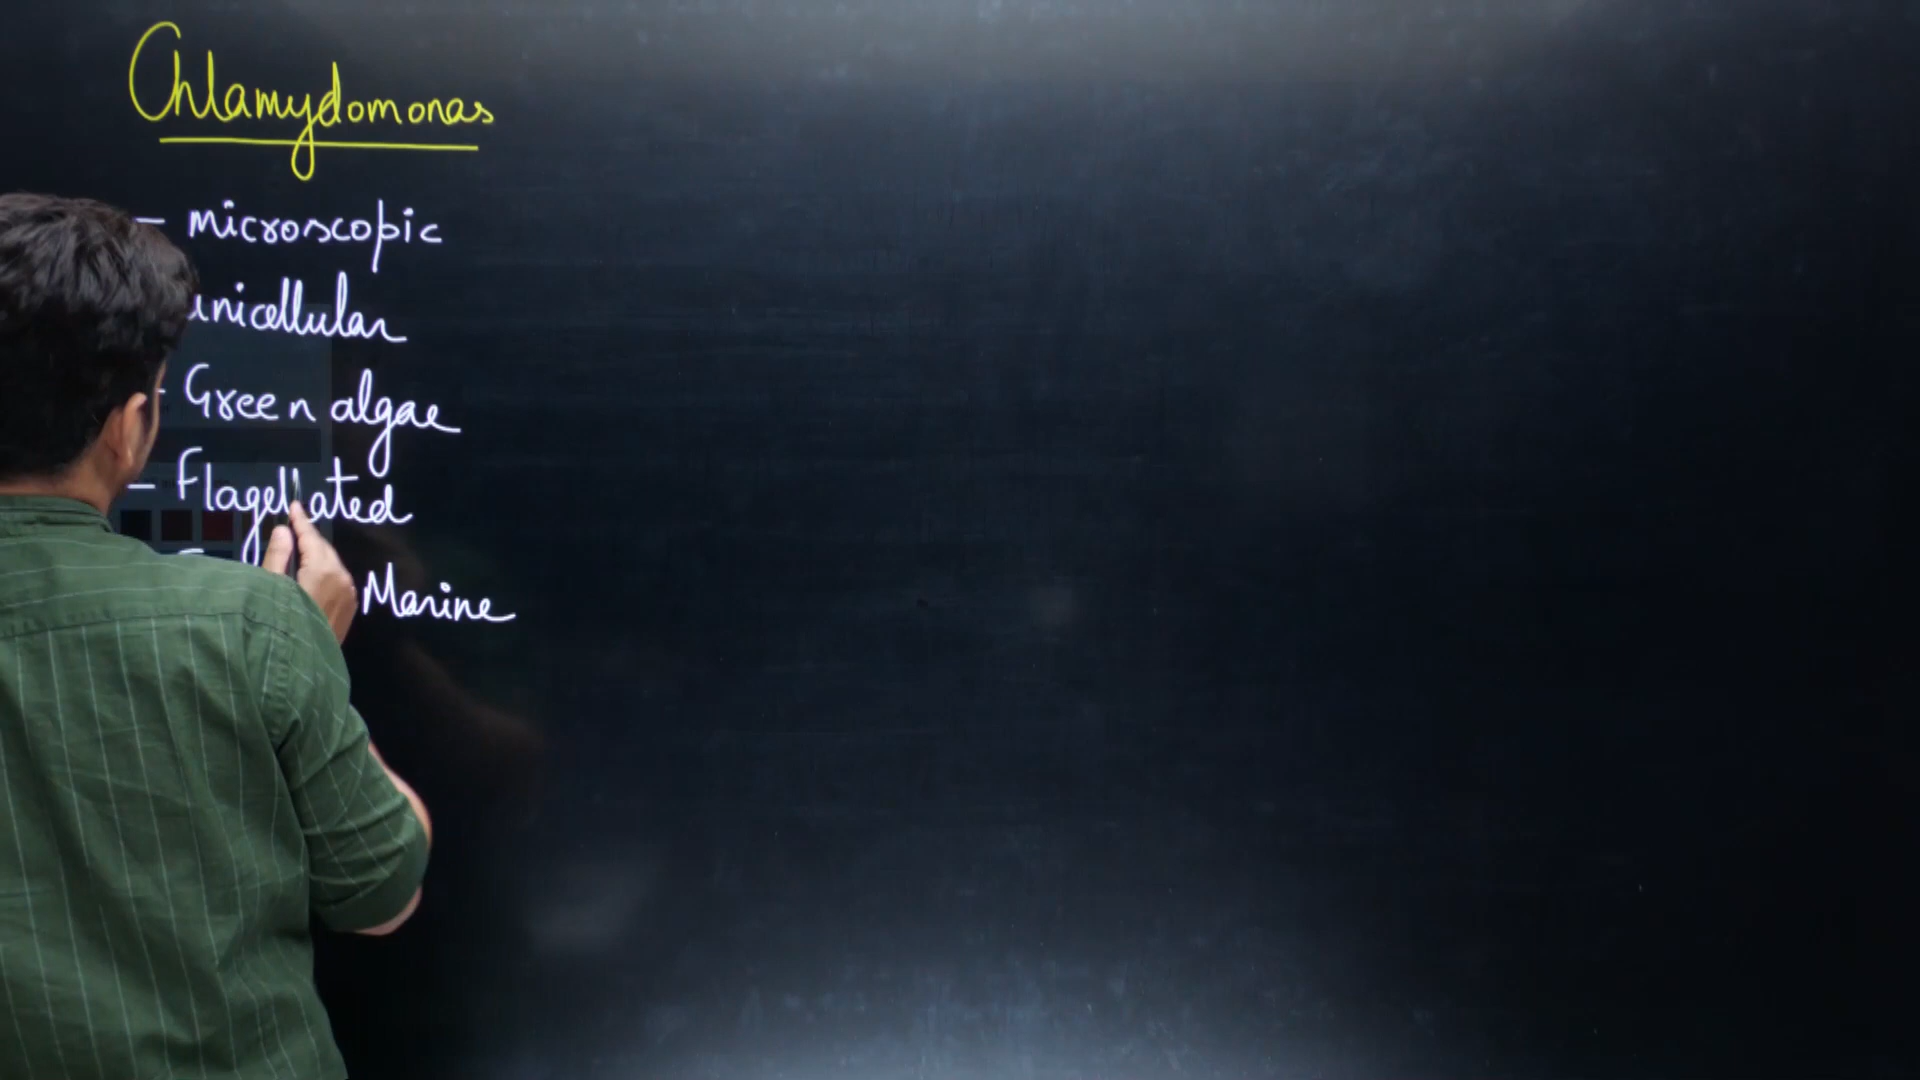 Chlamydomonas
- microscopic
unicellular
- Green algae
- Flagellated
Marine